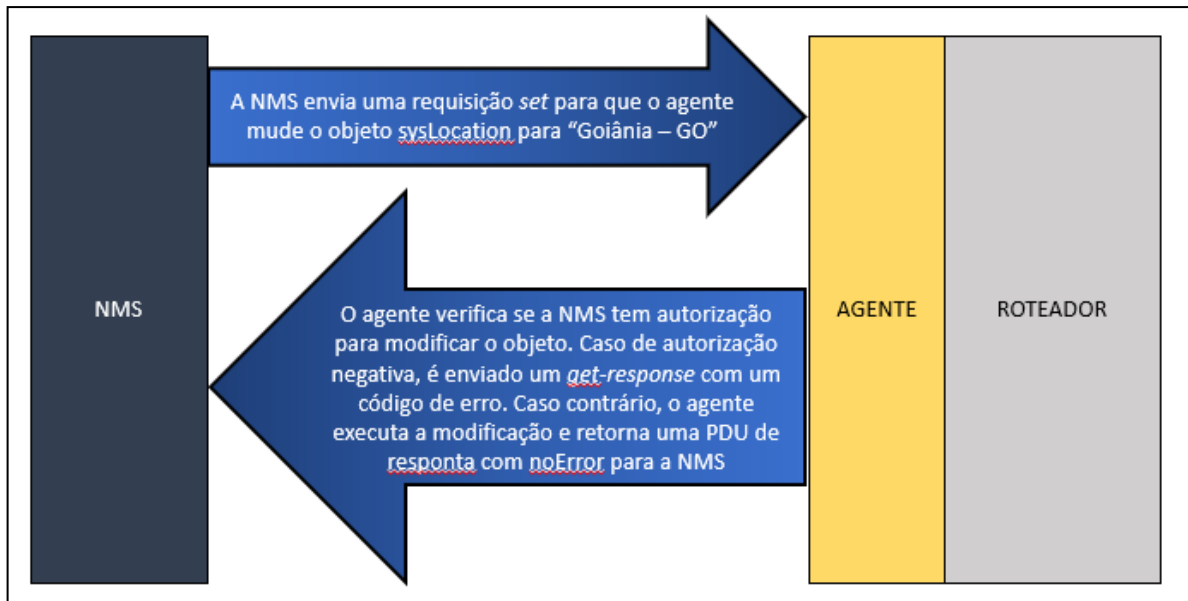 A NMS envia uma requisição set para que o agente
mude o objeto sysLocation para “Goiânia – GO”
NMS
O agente verifica se a NMS tem autorização
para modificar o objeto. Caso de autorização
negativa, é enviado um get-response com um
código de erro. Caso contrário, o agente
executa a modificação e retorna uma PDU de
responta com noError para a NMS
AGENTE
ROTEADOR